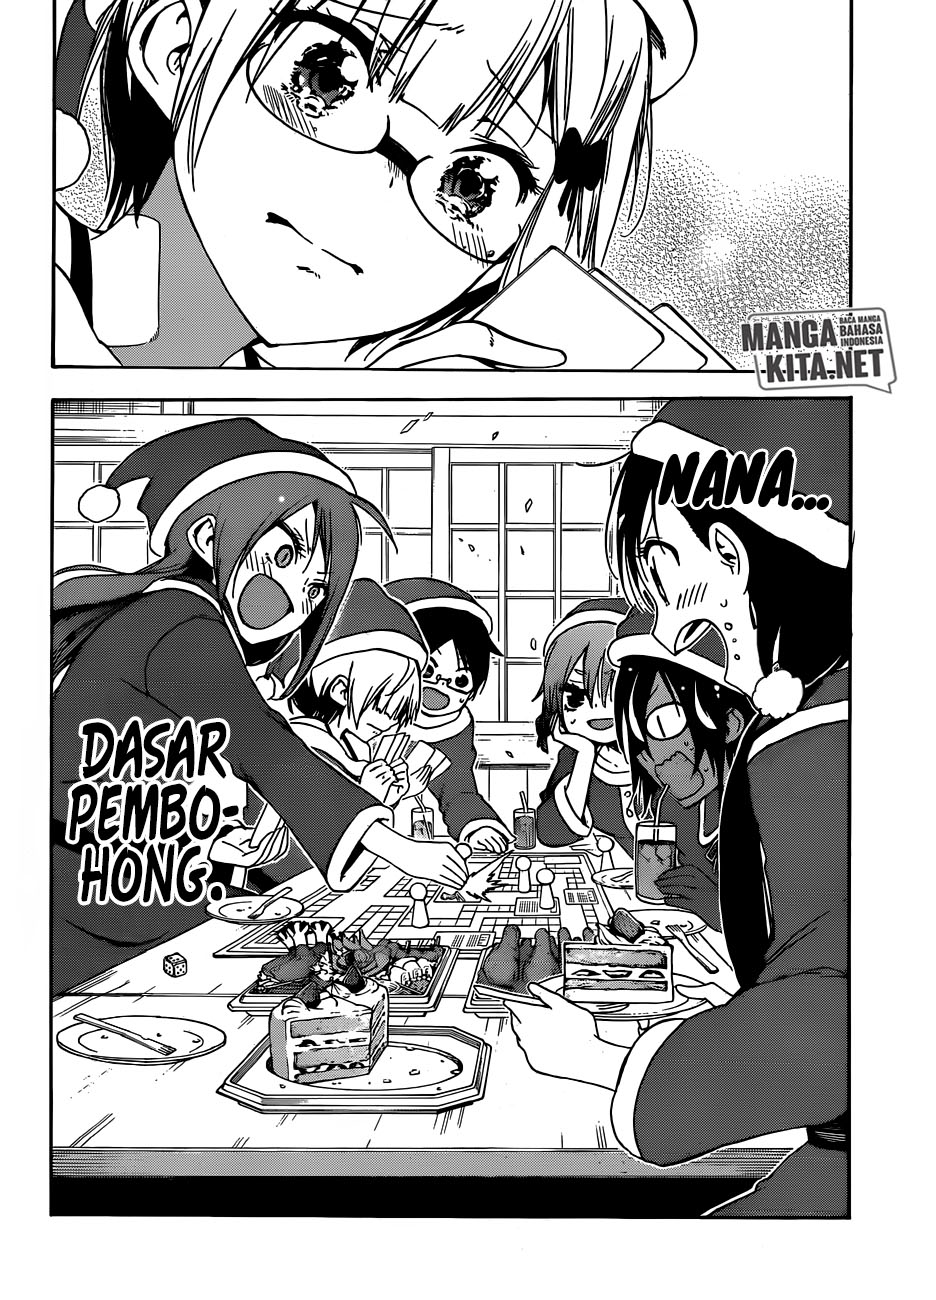 MANGA
BACA MANGA
BAHASA
INDONESIA
KITA.NET
NANA...
DASAR
PEMBO-
HONG.